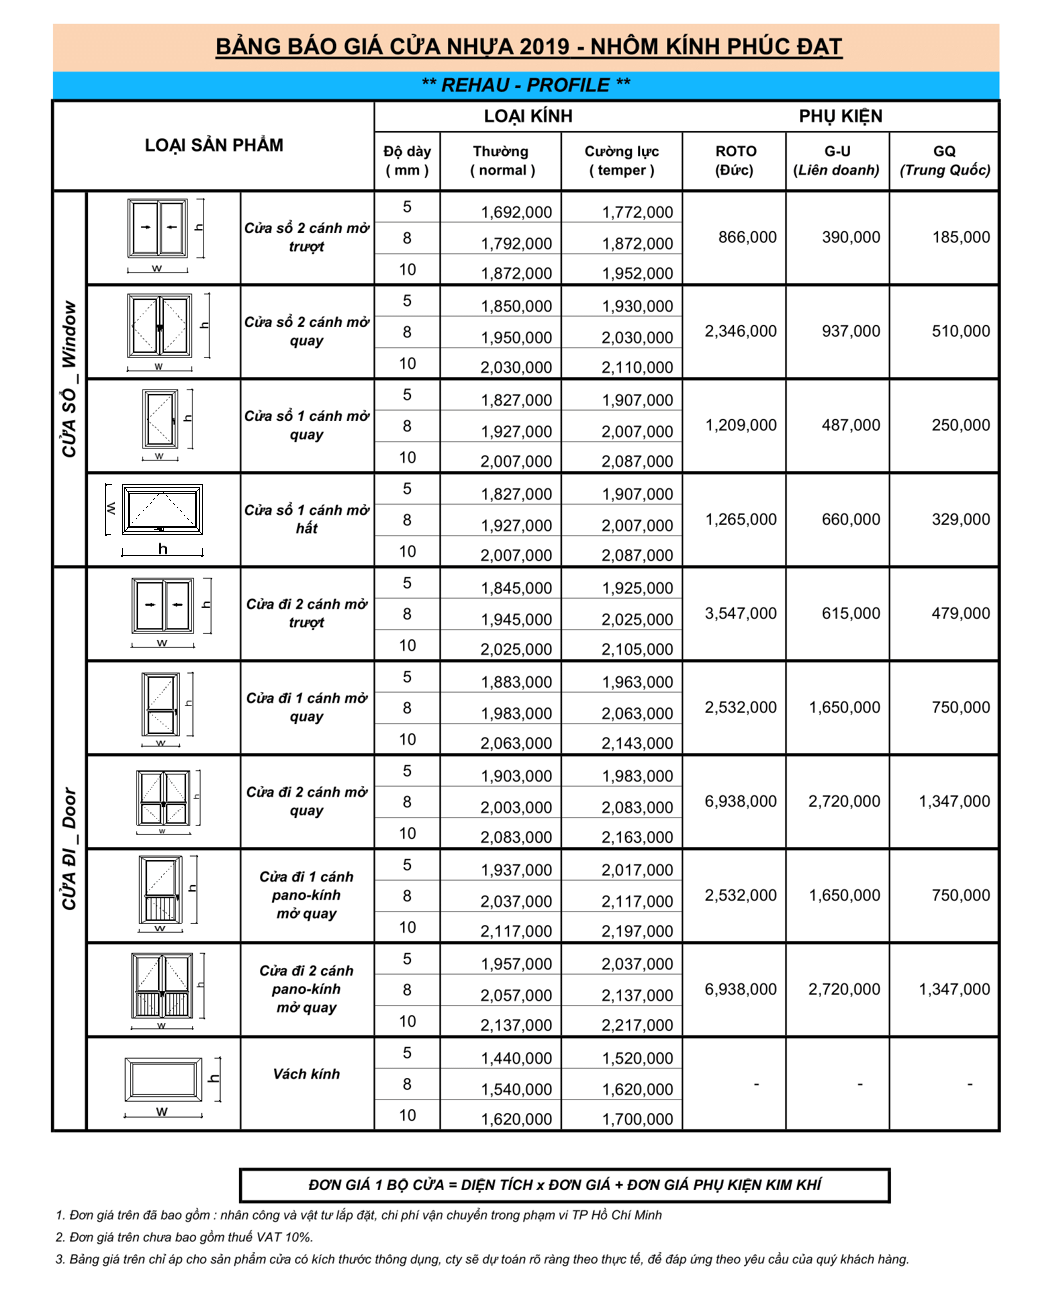 BẢNG BÁO GIÁ CỬA NHỰA 2019 - NHÔM KÍNH PHÚC ĐẠT
** REHAU - PROFILE **
LOẠI SẢN PHẨM
LOẠI KÍNH
PHỤ KIỆN
Độ dày
( mm )
Thường
( normal )
Cường lực
( temper )
ROTO
(Đức)
G-U
(Liên doanh)
GQ
(Trung Quốc)
CỬA SỔ _ Window
h
w
Cửa sổ 2 cánh mở
trượt
5 1,692,000 1,772,000
8 1,792,000 1,872,000
10 1,872,000 1,952,000
866,000 390,000 185,000
h
w
Cửa sổ 2 cánh mở
quay
5 1,850,000 1,930,000
8 1,950,000 2,030,000
10 2,030,000 2,110,000
2,346,000 937,000 510,000
h
w
Cửa sổ 1 cánh mở
quay
5 1,827,000 1,907,000
8 1,927,000 2,007,000
10 2,007,000 2,087,000
1,209,000 487,000 250,000
w
h
Cửa sổ 1 cánh mở
hất
5 1,827,000 1,907,000
8 1,927,000 2,007,000
10 2,007,000 2,087,000
1,265,000 660,000 329,000
CỬA ĐI _ Door
h
w
Cửa đi 2 cánh mở
trượt
5 1,845,000 1,925,000
8 1,945,000 2,025,000
10 2,025,000 2,105,000
3,547,000 615,000 479,000
h
w
Cửa đi 1 cánh mở
quay
5 1,883,000 1,963,000
8 1,983,000 2,063,000
10 2,063,000 2,143,000
2,532,000 1,650,000 750,000
h
w
Cửa đi 2 cánh mở
quay
5 1,903,000 1,983,000
8 2,003,000 2,083,000
10 2,083,000 2,163,000
6,938,000 2,720,000 1,347,000
h
w
Cửa đi 1 cánh
pano-kính
mở quay
5 1,937,000 2,017,000
8 2,037,000 2,117,000
10 2,117,000 2,197,000
2,532,000 1,650,000 750,000
h
w
Cửa đi 2 cánh
pano-kính
mở quay
5 1,957,000 2,037,000
8 2,057,000 2,137,000
10 2,137,000 2,217,000
6,938,000 2,720,000 1,347,000
h
w
Vách kính
5 1,440,000 1,520,000
8 1,540,000 1,620,000
10 1,620,000 1,700,000
- - -
ĐƠN GIÁ 1 BỘ CỬA = DIỆN TÍCH x ĐƠN GIÁ + ĐƠN GIÁ PHỤ KIỆN KIM KHÍ
1. Đơn giá trên đã bao gồm : nhân công và vật tư lắp đặt, chi phí vận chuyển trong phạm vi TP Hồ Chí Minh
2. Đơn giá trên chưa bao gồm thuế VAT 10%.
3. Bảng giá trên chỉ áp cho sản phẩm cửa có kích thước thông dụng, cty sẽ dự toán rõ ràng theo thực tế, để đáp ứng theo yêu cầu của quý khách hàng.